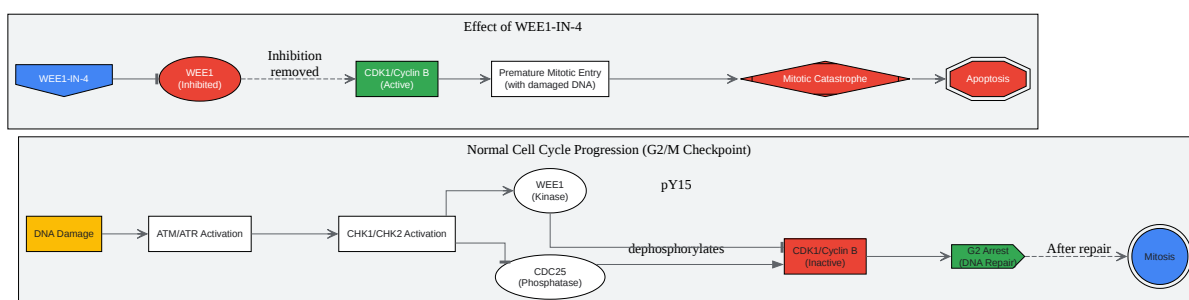 Effect of WEE1-IN-4
WEE1-IN-4
WEE1
(Inhibited)
Inhibition
removed
CDK1/Cyclin B
(Active)
Premature Mitotic Entry
(with damaged DNA)
Mitotic Catastrophe
Apoptosis
Normal Cell Cycle Progression (G2/M Checkpoint)
DNA Damage
ATM/ATR Activation
CHK1/CHK2 Activation
WEE1
(Kinase)
pY15
CDC25
(Phosphatase)
dephosphorylates
CDK1/Cyclin B
(Inactive)
G2 Arrest
(DNA Repair)
After repair
Mitosis